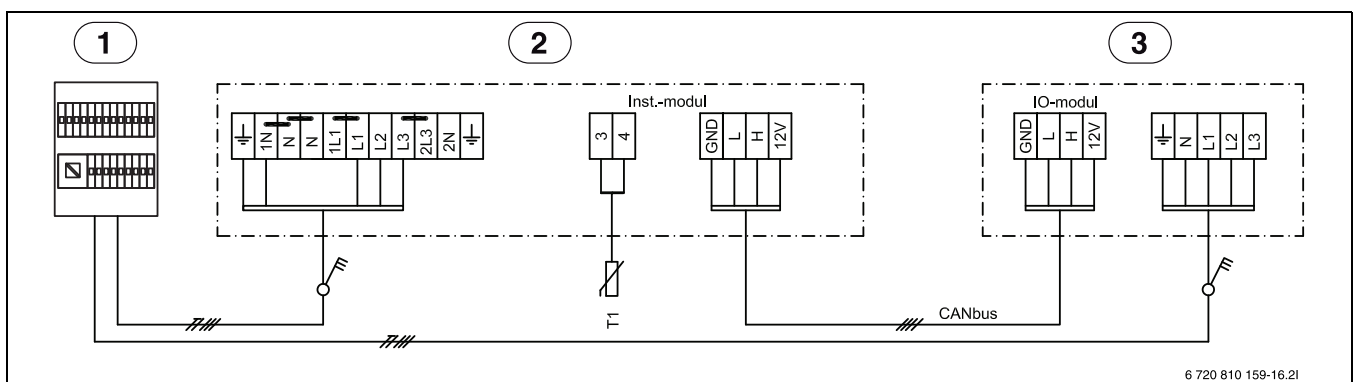 1
2
3
Inst.-modul
IO-modul
1N N N 1L1 L1 L2 L3 2L3 2N
3 4
GND L H 12V
GND L H 12V
N L1 L2 L3
T1
CANbus
6 720 810 159-16.2I